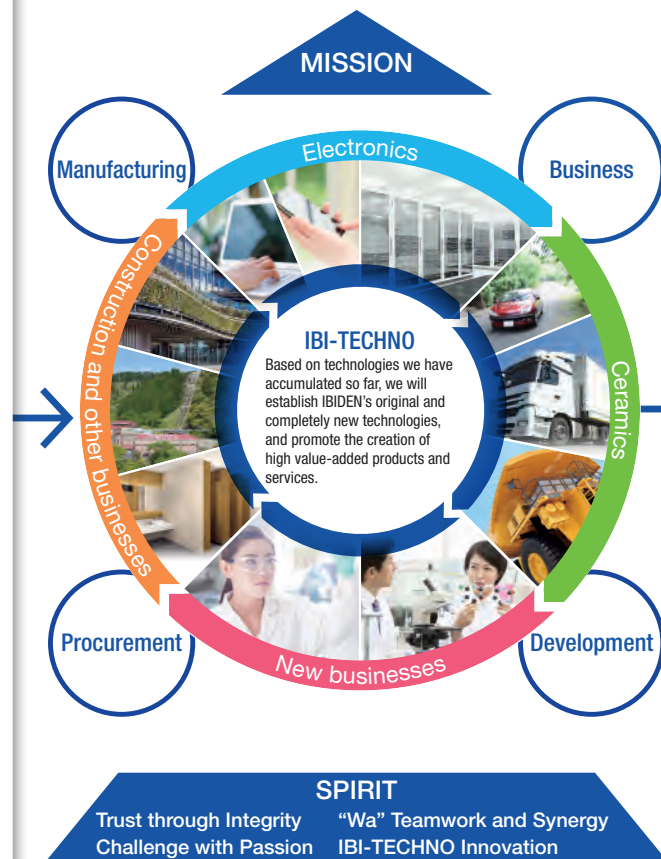 MISSION
Manufacturing
Electronics
Business
Construction and other businesses
IBI-TECHNO
Based on technologies we have
accumulated so far, we will
establish IBIDEN's original and
completely new technologies,
and promote the creation of
high value-added products and
services.
Ceramics
Procurement
New businesses
Development
SPIRIT
Trust through Integrity “Wa” Teamwork and Synergy
Challenge with Passion IBI-TECHNO Innovation